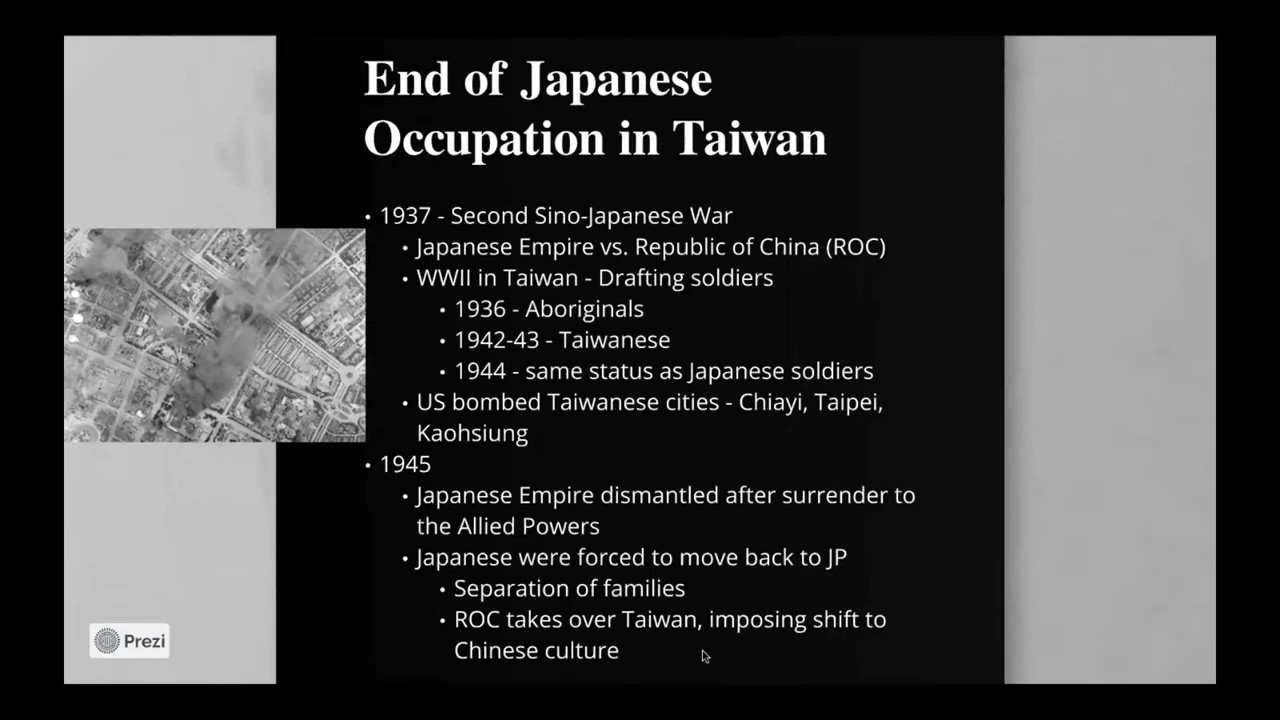 End of Japanese
Occupation in Taiwan
• 1937 - Second Sino-Japanese War
• Japanese Empire vs. Republic of China (ROC)
• WWII in Taiwan - Drafting soldiers
• 1936 - Aboriginals
• 1942-43 - Taiwanese
• 1944 - same status as Japanese soldiers
• US bombed Taiwanese cities - Chiayi, Taipei,
Kaohsiung
• 1945
• Japanese Empire dismantled after surrender to
the Allied Powers
• Japanese were forced to move back to JP
• Separation of families
• ROC takes over Taiwan, imposing shift to
Chinese culture
Prezi